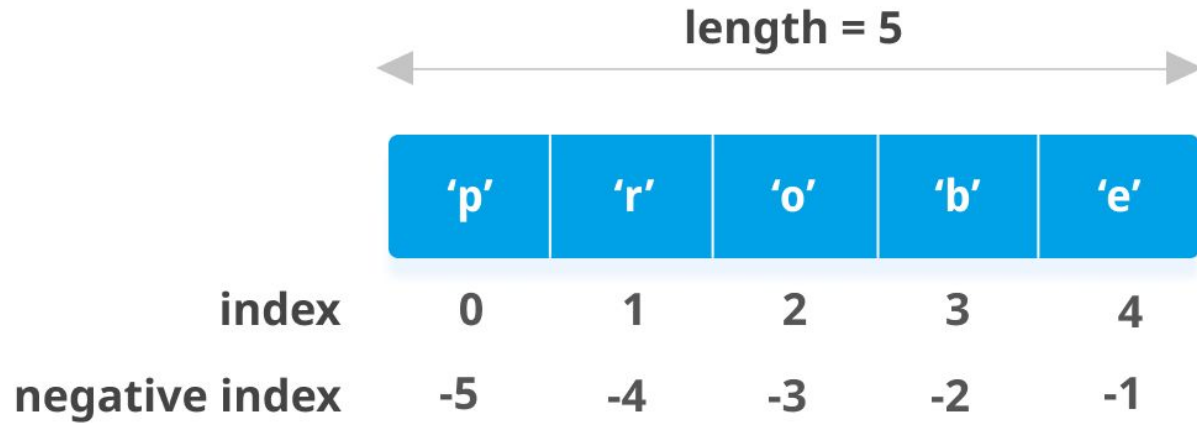 length = 5
‘p’ ‘r’ ‘o’ ‘b’ ‘e’
index 0 1 2 3 4
negative index -5 -4 -3 -2 -1